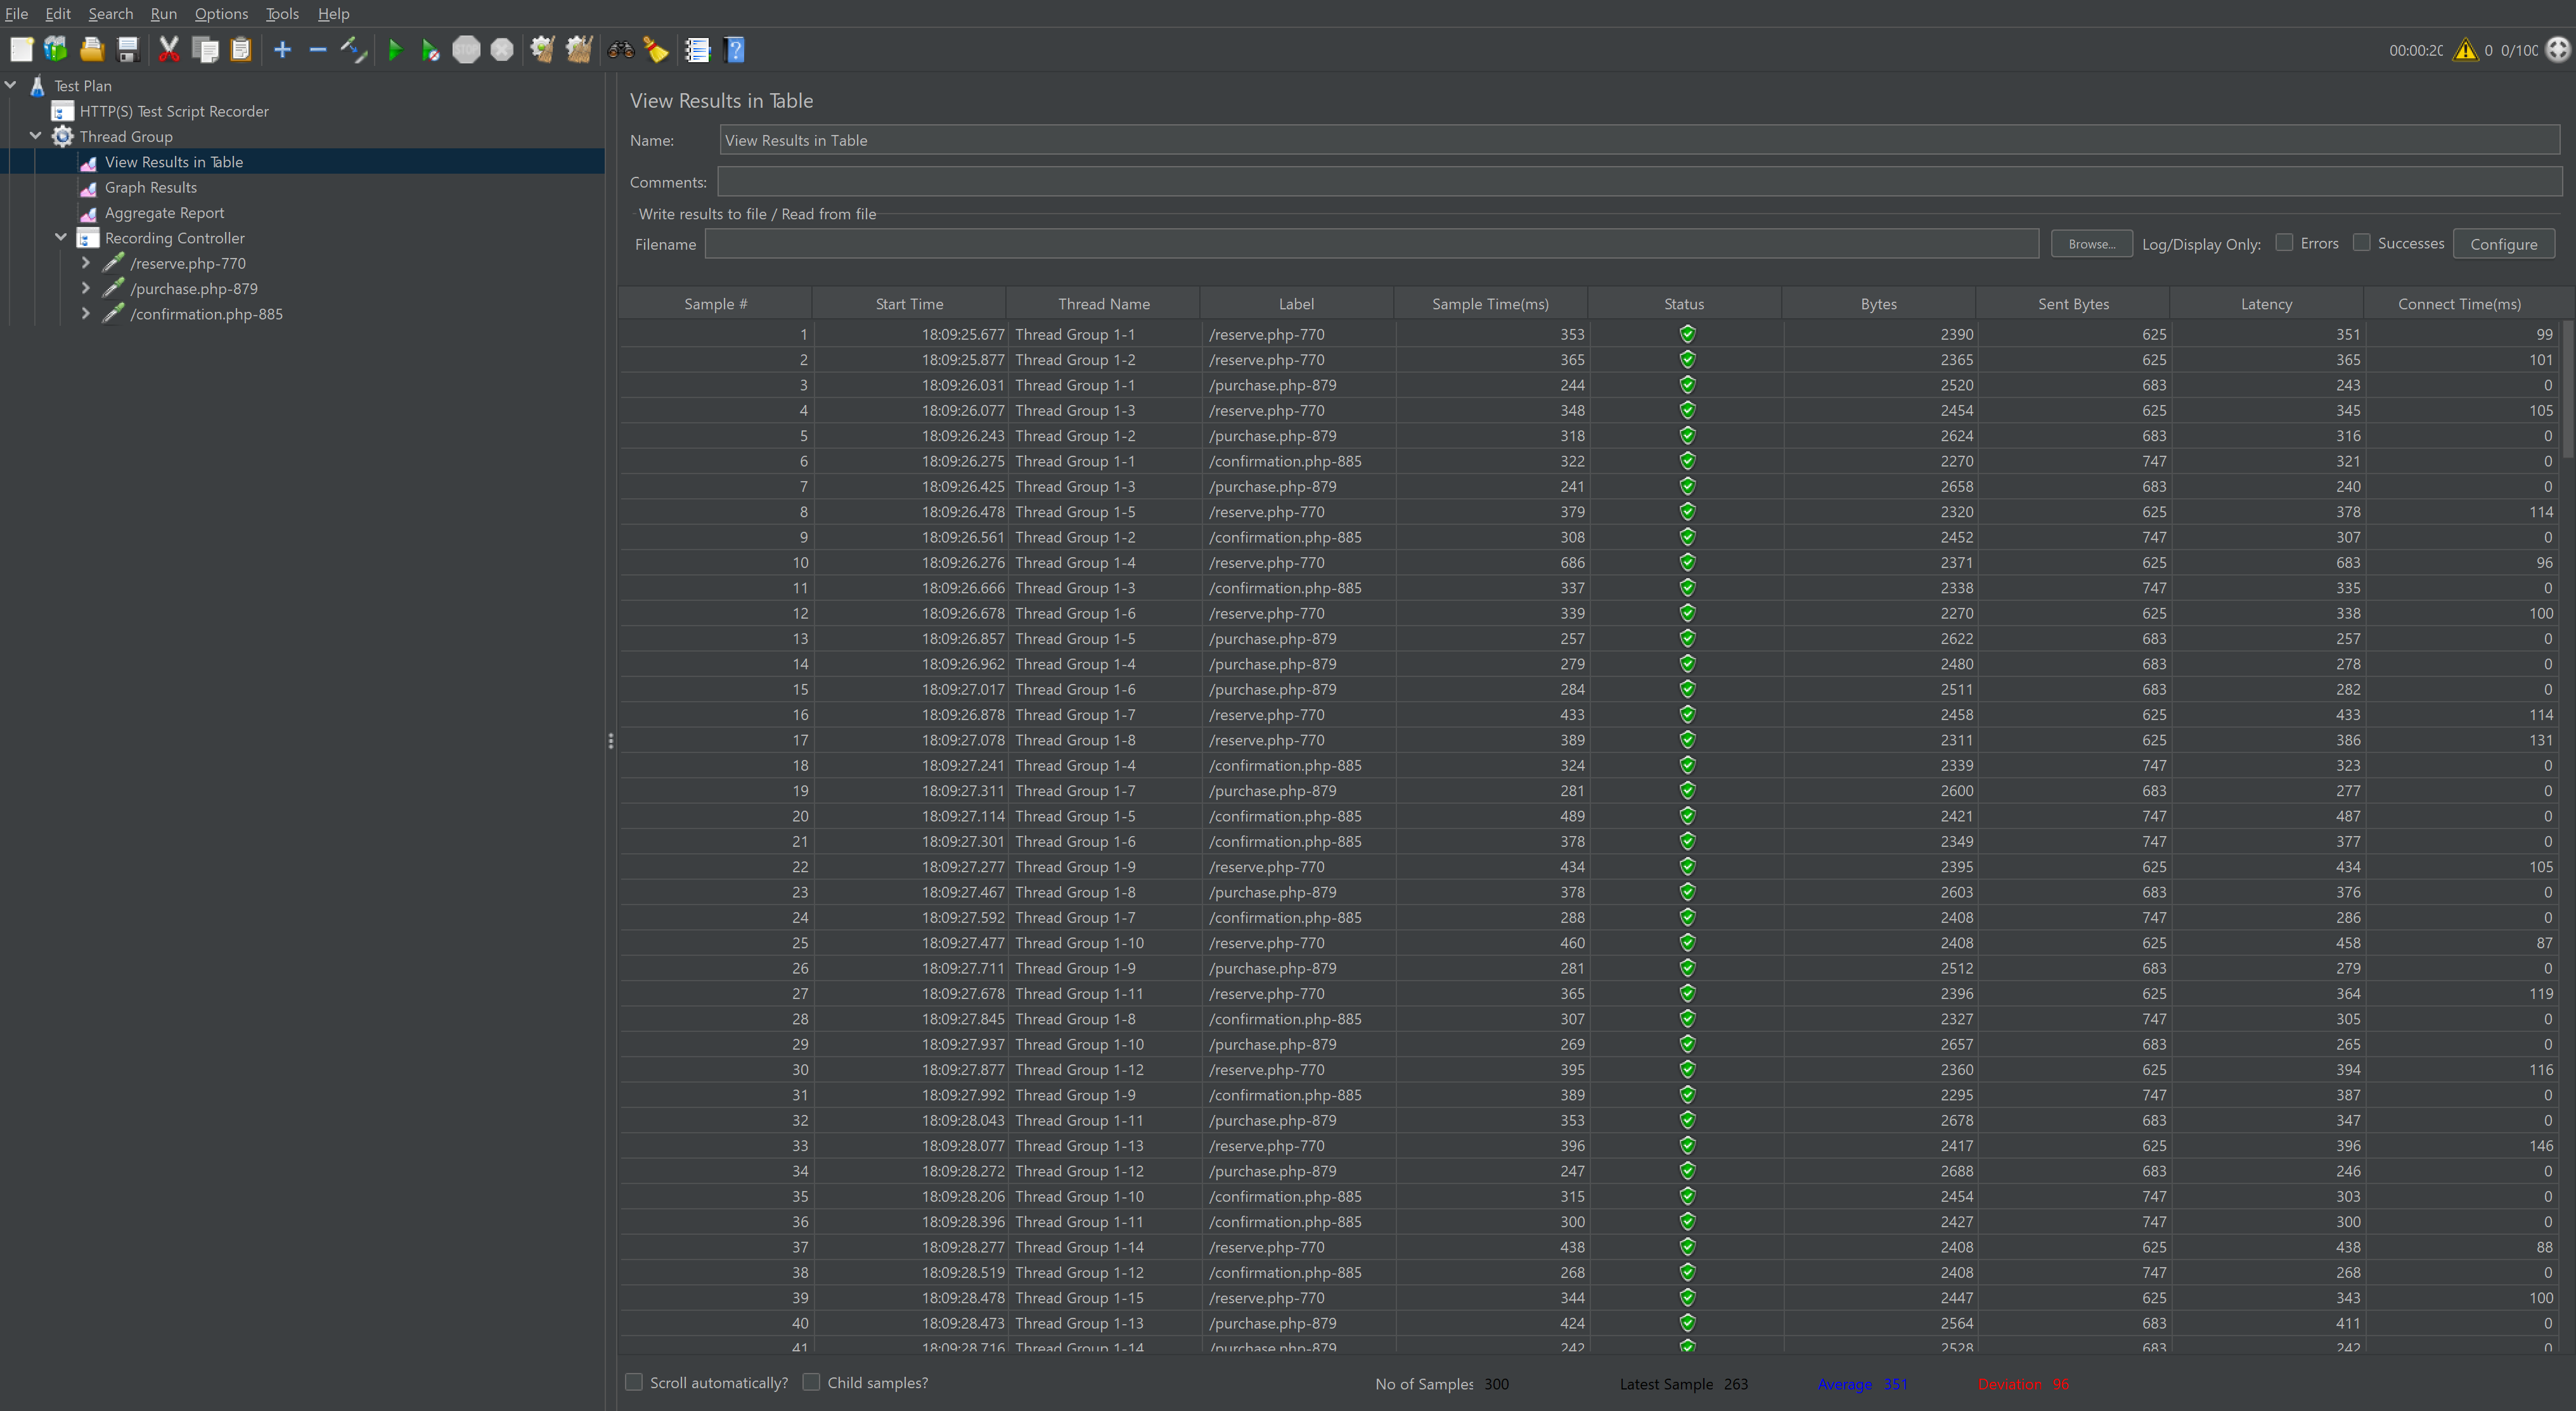 File Edit Search Run Options Tools Help
00:00:20 0 0/100
Test Plan
HTTP(S) Test Script Recorder
Thread Group
View Results in Table
Graph Results
Aggregate Report
Recording Controller
/reserve.php-770
/purchase.php-879
/confirmation.php-885
View Results in Table
Name: View Results in Table
Comments:
Write results to file / Read from file
Filename Browse... Log/Display Only: Errors Successes Configure
Sample # Start Time Thread Name Label Sample Time(ms) Status Bytes Sent Bytes Latency Connect Time(ms)
1 18:09:25.677 Thread Group 1-1 /reserve.php-770 353 2390 625 351 99
2 18:09:25.877 Thread Group 1-2 /reserve.php-770 365 2365 625 365 101
3 18:09:26.031 Thread Group 1-1 /purchase.php-879 244 2520 683 243 0
4 18:09:26.077 Thread Group 1-3 /reserve.php-770 348 2454 625 345 105
5 18:09:26.243 Thread Group 1-2 /purchase.php-879 318 2624 683 316 0
6 18:09:26.275 Thread Group 1-1 /confirmation.php-885 322 2270 747 321 0
7 18:09:26.425 Thread Group 1-3 /purchase.php-879 241 2658 683 240 0
8 18:09:26.478 Thread Group 1-5 /reserve.php-770 379 2320 625 378 114
9 18:09:26.561 Thread Group 1-2 /confirmation.php-885 308 2452 747 307 0
10 18:09:26.276 Thread Group 1-4 /reserve.php-770 686 2371 625 683 96
11 18:09:26.666 Thread Group 1-3 /confirmation.php-885 337 2338 747 335 0
12 18:09:26.678 Thread Group 1-6 /reserve.php-770 339 2270 625 338 100
13 18:09:26.857 Thread Group 1-5 /purchase.php-879 257 2622 683 257 0
14 18:09:26.962 Thread Group 1-4 /purchase.php-879 279 2480 683 278 0
15 18:09:27.017 Thread Group 1-6 /purchase.php-879 284 2511 683 282 0
16 18:09:26.878 Thread Group 1-7 /reserve.php-770 433 2458 625 433 114
17 18:09:27.078 Thread Group 1-8 /reserve.php-770 389 2311 625 386 131
18 18:09:27.241 Thread Group 1-4 /confirmation.php-885 324 2339 747 323 0
19 18:09:27.311 Thread Group 1-7 /purchase.php-879 281 2600 683 277 0
20 18:09:27.114 Thread Group 1-5 /confirmation.php-885 489 2421 747 487 0
21 18:09:27.301 Thread Group 1-6 /confirmation.php-885 378 2349 747 377 0
22 18:09:27.277 Thread Group 1-9 /reserve.php-770 434 2395 625 434 105
23 18:09:27.467 Thread Group 1-8 /purchase.php-879 378 2603 683 376 0
24 18:09:27.592 Thread Group 1-7 /confirmation.php-885 288 2408 747 286 0
25 18:09:27.477 Thread Group 1-10 /reserve.php-770 460 2408 625 458 87
26 18:09:27.711 Thread Group 1-9 /purchase.php-879 281 2512 683 279 0
27 18:09:27.678 Thread Group 1-11 /reserve.php-770 365 2396 625 364 119
28 18:09:27.845 Thread Group 1-8 /confirmation.php-885 307 2327 747 305 0
29 18:09:27.937 Thread Group 1-10 /purchase.php-879 269 2657 683 265 0
30 18:09:27.877 Thread Group 1-12 /reserve.php-770 395 2360 625 394 116
31 18:09:27.992 Thread Group 1-9 /confirmation.php-885 389 2295 747 387 0
32 18:09:28.043 Thread Group 1-11 /purchase.php-879 353 2678 683 347 0
33 18:09:28.077 Thread Group 1-13 /reserve.php-770 396 2417 625 396 146
34 18:09:28.272 Thread Group 1-12 /purchase.php-879 247 2688 683 246 0
35 18:09:28.206 Thread Group 1-10 /confirmation.php-885 315 2454 747 303 0
36 18:09:28.396 Thread Group 1-11 /confirmation.php-885 300 2427 747 300 0
37 18:09:28.277 Thread Group 1-14 /reserve.php-770 438 2408 625 438 88
38 18:09:28.519 Thread Group 1-12 /confirmation.php-885 268 2408 747 268 0
39 18:09:28.478 Thread Group 1-15 /reserve.php-770 344 2447 625 343 100
40 18:09:28.473 Thread Group 1-13 /purchase.php-879 424 2564 683 411 0
41 18:09:28.716 Thread Group 1-14 /purchase.php-879 242 2528 683 242 0
Scroll automatically? Child samples? No of Samples 300 Latest Sample 263 Average 351 Deviation 96